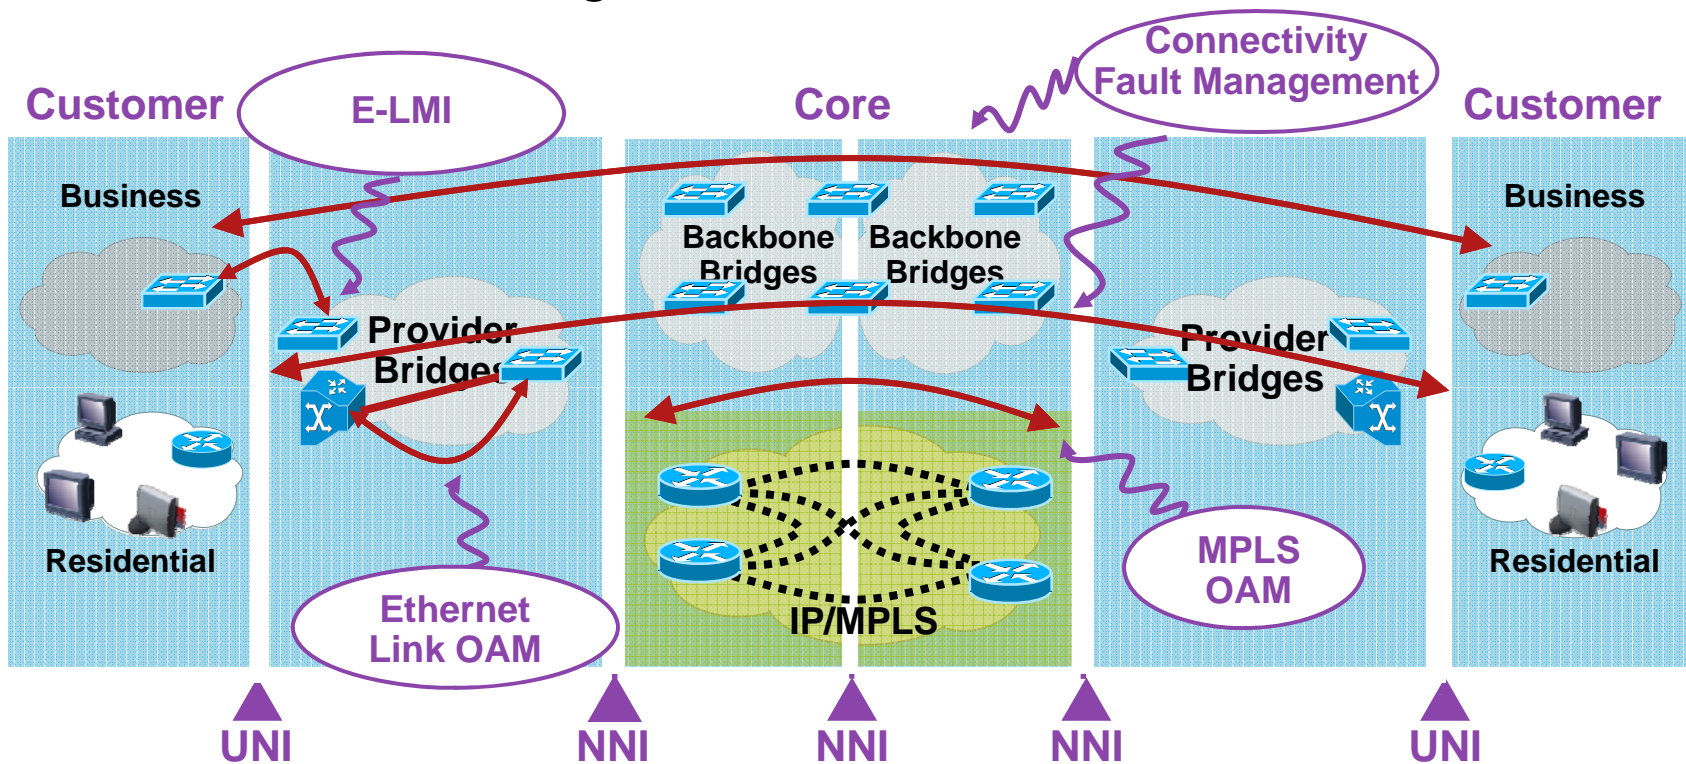 Connectivity
Fault Management
Customer
E-LMI
Core
Customer
Business
Business
Backbone
Bridges
Backbone
Bridges
Provider
Bridges
Provider
Bridges
Residential
Residential
IP/MPLS
MPLS
OAM
Ethernet
Link OAM
UNI
NNI
NNI
NNI
UNI